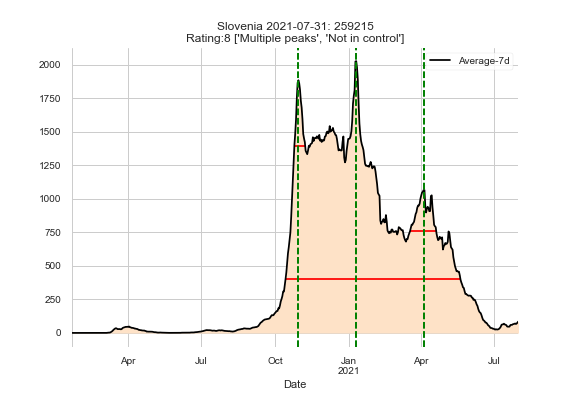 Slovenia 2021-07-31: 259215
Rating:8 ['Multiple peaks', 'Not in control']
Average-7d
2000
1750
1500
1250
1000
750
500
250
0
Apr Jul Oct Jan Apr Jul
2021
Date